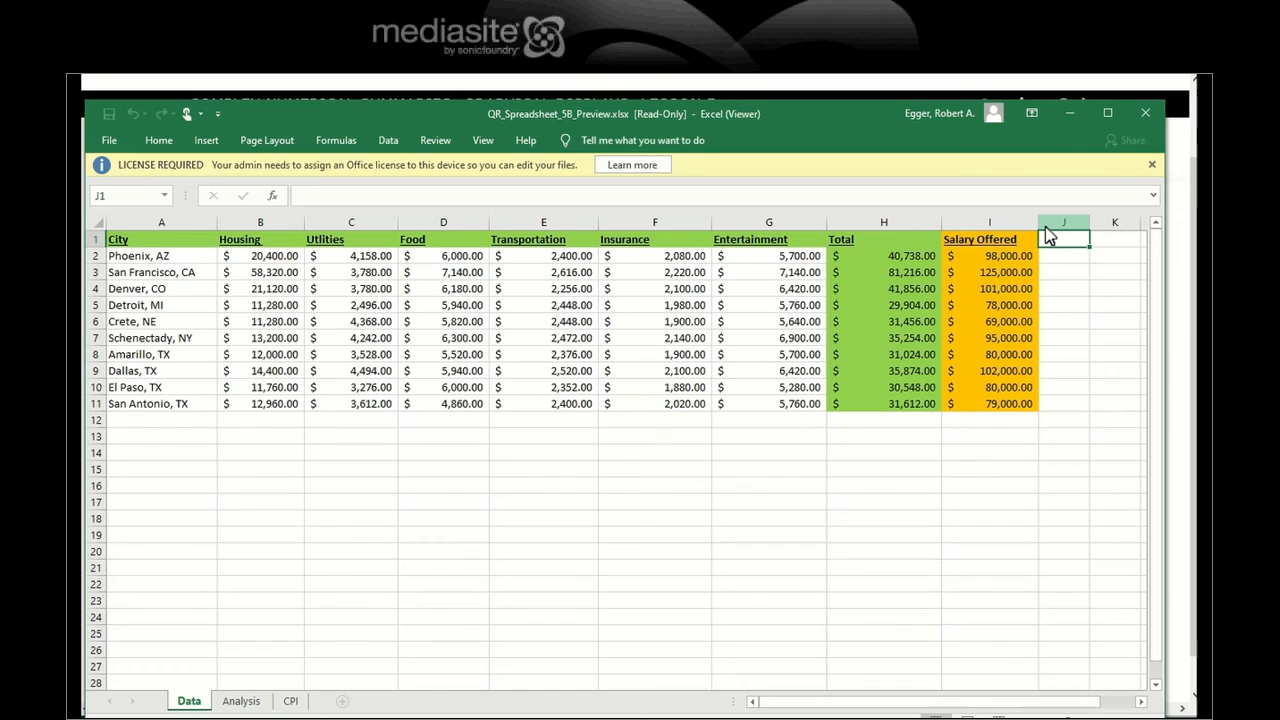 mediasite
by sonicfoundry
QR_Spreadsheet_5B_Preview.xlsx [Read-Only] - Excel (Viewer)
Egger, Robert A.
File Home Insert Page Layout Formulas Data Review View Help Tell me what you want to do Share
LICENSE REQUIRED Your admin needs to assign an Office license to this device so you can edit your files. Learn more
J1 fx
A B C D E F G H I J K
1 City Housing Utlities Food Transportation Insurance Entertainment Total Salary Offered
2 Phoenix, AZ $ 20,400.00 $ 4,158.00 $ 6,000.00 $ 2,400.00 $ 2,080.00 $ 5,700.00 $ 40,738.00 $ 98,000.00
3 San Francisco, CA $ 58,320.00 $ 3,780.00 $ 7,140.00 $ 2,616.00 $ 2,220.00 $ 7,140.00 $ 81,216.00 $ 125,000.00
4 Denver, CO $ 21,120.00 $ 3,780.00 $ 6,180.00 $ 2,256.00 $ 2,100.00 $ 6,420.00 $ 41,856.00 $ 101,000.00
5 Detroit, MI $ 11,280.00 $ 2,496.00 $ 5,940.00 $ 2,448.00 $ 1,980.00 $ 5,760.00 $ 29,904.00 $ 78,000.00
6 Crete, NE $ 11,280.00 $ 4,368.00 $ 5,820.00 $ 2,448.00 $ 1,900.00 $ 5,640.00 $ 31,456.00 $ 69,000.00
7 Schenectady, NY $ 13,200.00 $ 4,242.00 $ 6,300.00 $ 2,472.00 $ 2,140.00 $ 6,900.00 $ 35,254.00 $ 95,000.00
8 Amarillo, TX $ 12,000.00 $ 3,528.00 $ 5,520.00 $ 2,376.00 $ 1,900.00 $ 5,700.00 $ 31,024.00 $ 80,000.00
9 Dallas, TX $ 14,400.00 $ 4,494.00 $ 5,940.00 $ 2,520.00 $ 2,100.00 $ 6,420.00 $ 35,874.00 $ 102,000.00
10 El Paso, TX $ 11,760.00 $ 3,276.00 $ 6,000.00 $ 2,352.00 $ 1,880.00 $ 5,280.00 $ 30,548.00 $ 80,000.00
11 San Antonio, TX $ 12,960.00 $ 3,612.00 $ 4,860.00 $ 2,400.00 $ 2,020.00 $ 5,760.00 $ 31,612.00 $ 79,000.00
12
13
14
15
16
17
18
19
20
21
22
23
24
25
26
27
28
Data Analysis CPI